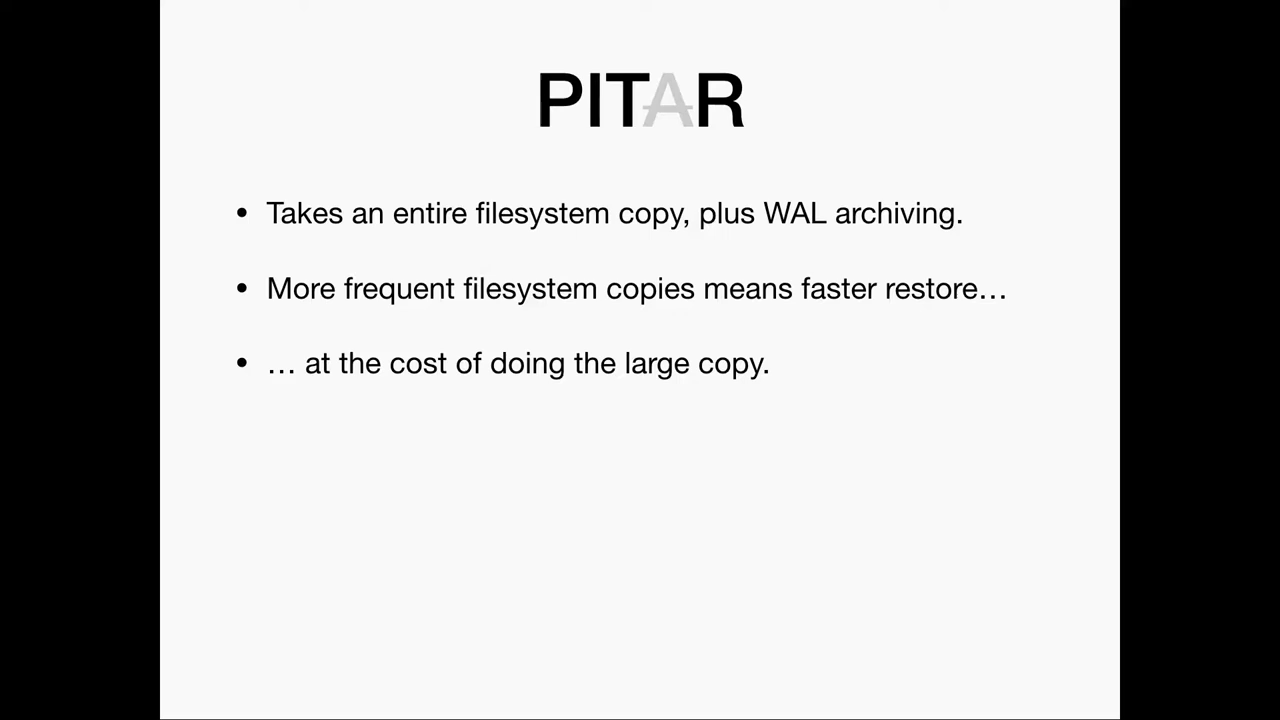 PITAR
• Takes an entire filesystem copy, plus WAL archiving.
• More frequent filesystem copies means faster restore…
• … at the cost of doing the large copy.